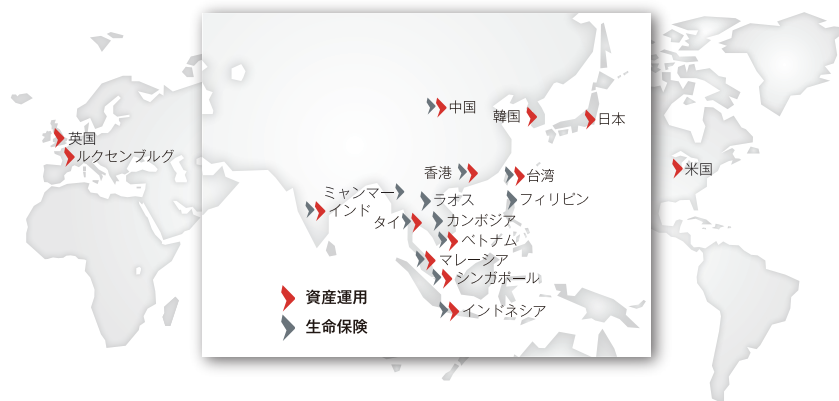 英国
ルクセンブルグ
中国
韓国
日本
香港
台湾
米国
ミャンマー
ラオス
フィリピン
インド
タイ
カンボジア
ベトナム
マレーシア
シンガポール
インドネシア
資産運用
生命保険